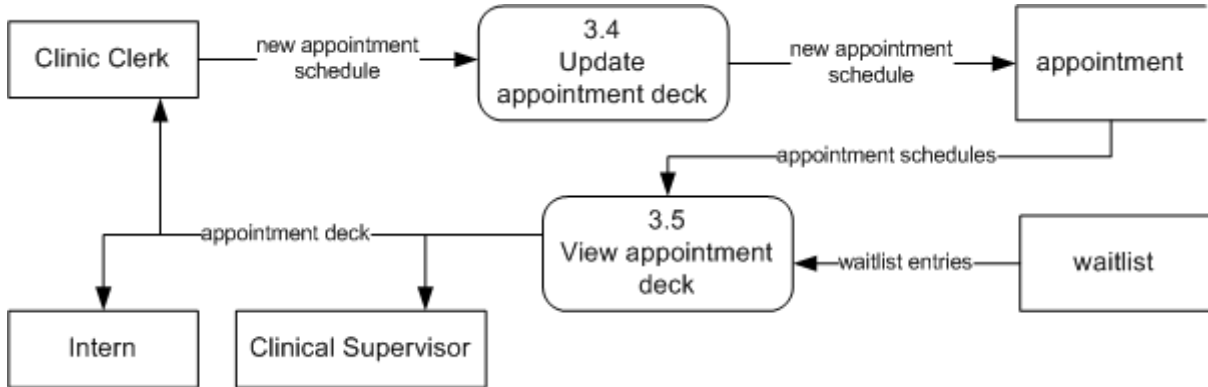 Clinic Clerk
new appointment
schedule
3.4
Update
appointment deck
new appointment
schedule
appointment
appointment schedules
3.5
View appointment
deck
appointment deck
waitlist entries
waitlist
Intern
Clinical Supervisor